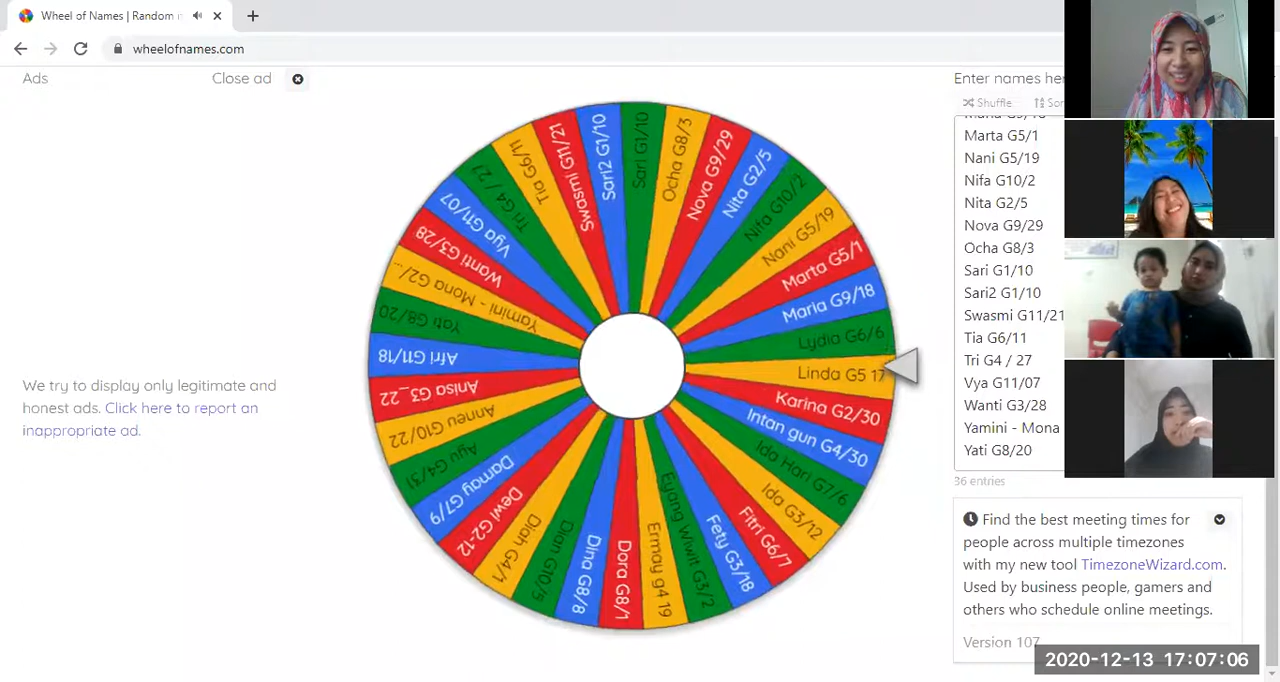 Wheel of Names | Random
wheelofnames.com
Ads
Close ad
Enter names
Shuffle
Marta G5/1
Nani G5/19
Nifa G10/2
Nita G2/5
Nova G9/29
Ocha G8/3
Sari G1/10
Sari2 G1/10
Swasmi G11/21
Tia G6/11
Tri G4 / 27
Vya G11/07
Wanti G3/28
Yamini - Mona
Yati G8/20
36 entries
Sari G1/10
Ocha G8/3
Nova G9/29
Nita G2/5
Nifa G10/2
Nani G5/19
Marta G5/1
Maria G9/18
Lydia G6/6
Linda G5 17
Karina G2/30
Intan gun G4/30
Ida Hari G7/6
Ida G3/12
Fitri G6/7
Fety G3/18
Eyang Wiwit G3/2
Ermay g4 19
Dora G8/1
Dina G8/8
Dian G10/5
Diah G4/1
Dewi G2-12
Damay G7/9
Ayu G4/31
Anneu G10/22
Anisa G3_22
Afri G11/18
Yati G8/20
Yamini - Mona G2/...
Wanti G3/28
Vya G11/07
Tri G4 / 27
Tia G6/11
Swasmi G11/21
Sari2 G1/10
We try to display only legitimate and
honest ads. Click here to report an
inappropriate ad.
Find the best meeting times for
people across multiple timezones
with my new tool TimezoneWizard.com.
Used by business people, gamers and
others who schedule online meetings.
Version 107
2020-12-13 17:07:06